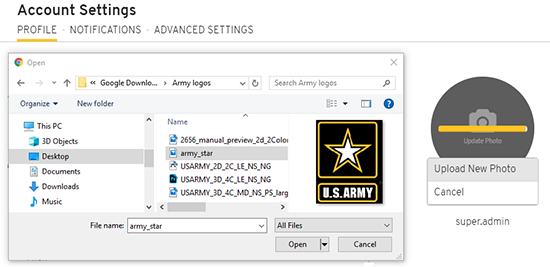 Account Settings
PROFILE · NOTIFICATIONS · ADVANCED SETTINGS
Open
Google Downlo... > Army logos
Search Army logos
Organize
New folder
This PC
3D Objects
Desktop
Documents
Downloads
Music
Name
2656_manual_preview_2d_2Color
army_star
USARMY_2D_2C_LE_NS_NG
USARMY_3D_4C_LE_NS_NG
USARMY_3D_4C_MD_NS_PS_larg
U.S.ARMY
File name: army_star
All Files
Open
Cancel
Update Photo
Upload New Photo
Cancel
super.admin